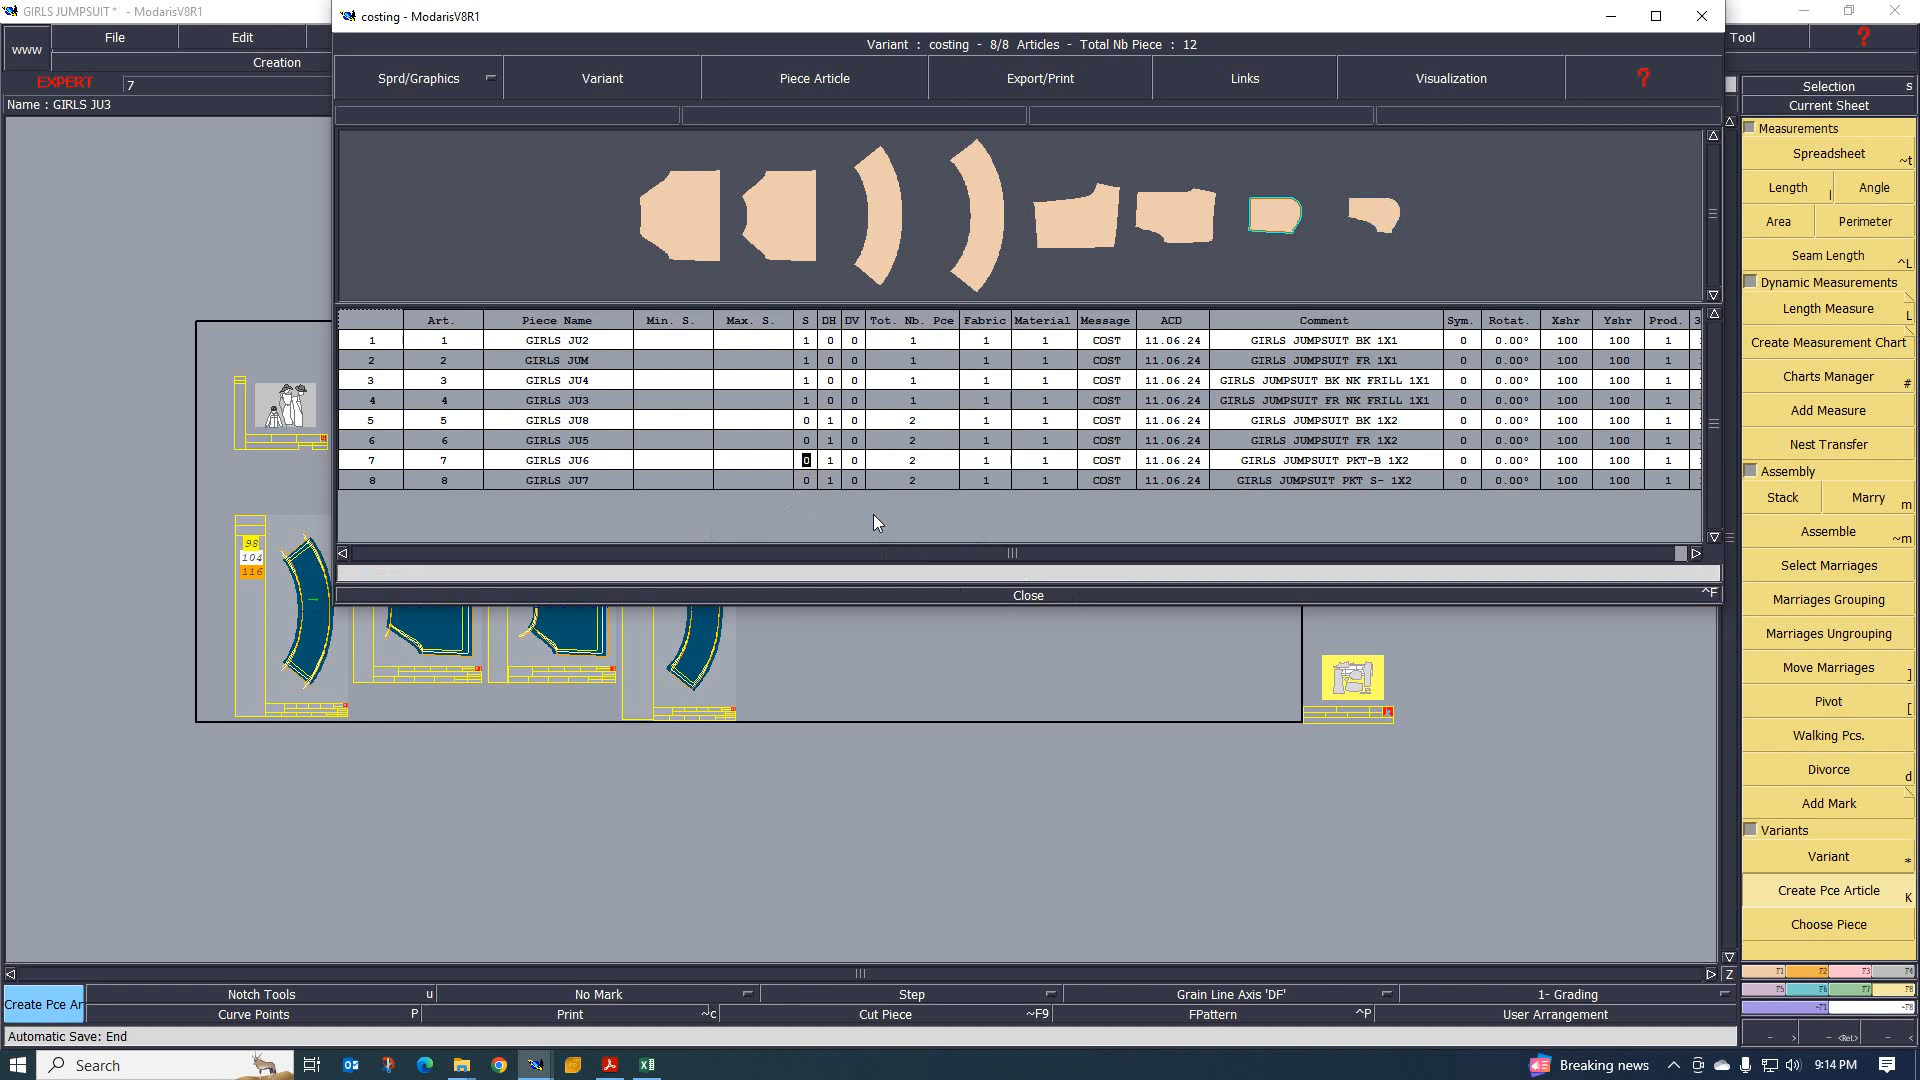 GIRLS JUMPSUIT* - ModarisV8R1
costing - ModarisV8R1
www
File
Edit
Tool
?
Creation
EXPERT
7
Name : GIRLS JU3
Variant : costing - 8/8 Articles - Total Nb Piece : 12
Sprd/Graphics
Variant
Piece Article
Export/Print
Links
Visualization
?
Art. Piece Name Min. S. Max. S. S DH DV Tot. Nb. Pce Fabric Material Message ACD Comment Sym. Rotat. Xshr Yshr Prod. 3
1 1 GIRLS JU2 1 0 0 1 1 1 COST 11.06.24 GIRLS JUMPSUIT BK 1X1 0 0.00° 100 100 1
2 2 GIRLS JUM 1 0 0 1 1 1 COST 11.06.24 GIRLS JUMPSUIT FR 1X1 0 0.00° 100 100 1
3 3 GIRLS JU4 1 0 0 1 1 1 COST 11.06.24 GIRLS JUMPSUIT BK NK FRILL 1X1 0 0.00° 100 100 1
4 4 GIRLS JU3 1 0 0 1 1 1 COST 11.06.24 GIRLS JUMPSUIT FR NK FRILL 1X1 0 0.00° 100 100 1
5 5 GIRLS JU8 0 1 0 2 1 1 COST 11.06.24 GIRLS JUMPSUIT BK 1X2 0 0.00° 100 100 1
6 6 GIRLS JU5 0 1 0 2 1 1 COST 11.06.24 GIRLS JUMPSUIT FR 1X2 0 0.00° 100 100 1
7 7 GIRLS JU6 0 1 0 2 1 1 COST 11.06.24 GIRLS JUMPSUIT PKT-B 1X2 0 0.00° 100 100 1
8 8 GIRLS JU7 0 1 0 2 1 1 COST 11.06.24 GIRLS JUMPSUIT PKT S- 1X2 0 0.00° 100 100 1
Close ^F
98
104
116
Selection s
Current Sheet
Measurements
Spreadsheet ~t
Length l Angle
Area Perimeter
Seam Length ^L
Dynamic Measurements
Length Measure L
Create Measurement Chart
Charts Manager #
Add Measure
Nest Transfer
Assembly
Stack Marry m
Assemble ~m
Select Marriages
Marriages Grouping
Marriages Ungrouping
Move Marriages ]
Pivot [
Walking Pcs.
Divorce d
Add Mark
Variants
Variant *
Create Pce Article K
Choose Piece
F1 F2 F3 F4
F5 F6 F7 F8
~F1 ~F8
- > - <Rel> - <
Z
Create Pce Ar
Notch Tools u
No Mark
Step
Grain Line Axis 'DF'
1- Grading
Curve Points P
Print ~c
Cut Piece ~F9
FPattern ^P
User Arrangement
Automatic Save: End
Search
Breaking news
9:14 PM